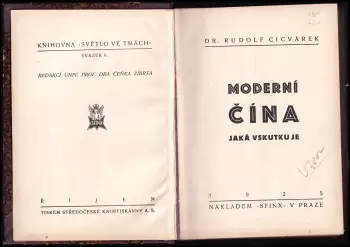 KNIHOVNA »SVĚTLO VE TMÁCH«
SVAZEK 6.
REDAKCÍ UNIV. PROF. DRA ČEŇKA ZÍBRTA
ŘÍJEN
TISKEM STŘEDOČESKÉ KNIHTISKÁRNY A. S.
DR. RUDOLF CICVÁREK
MODERNÍ
ČÍNA
JAKÁ VSKUTKU JE
1925
NÁKLADEM »SFINX« V PRAZE